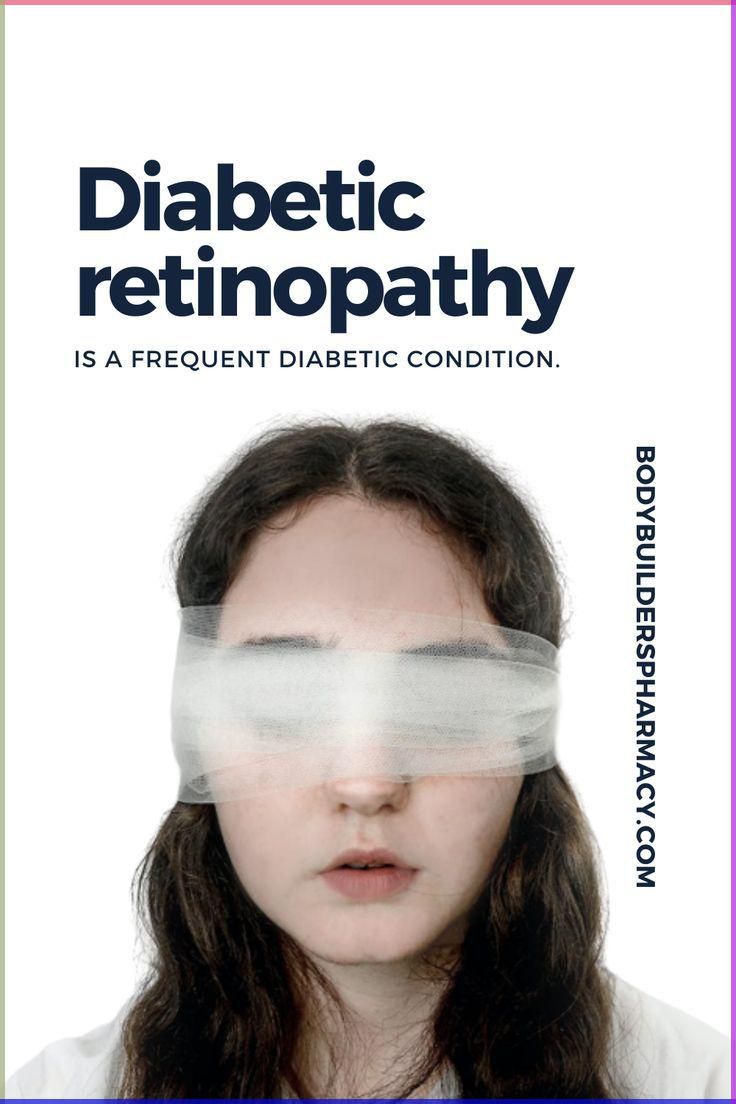 Diabetic
retinopathy
IS A FREQUENT DIABETIC CONDITION.
BODYBUILDERSPHARMACY.COM